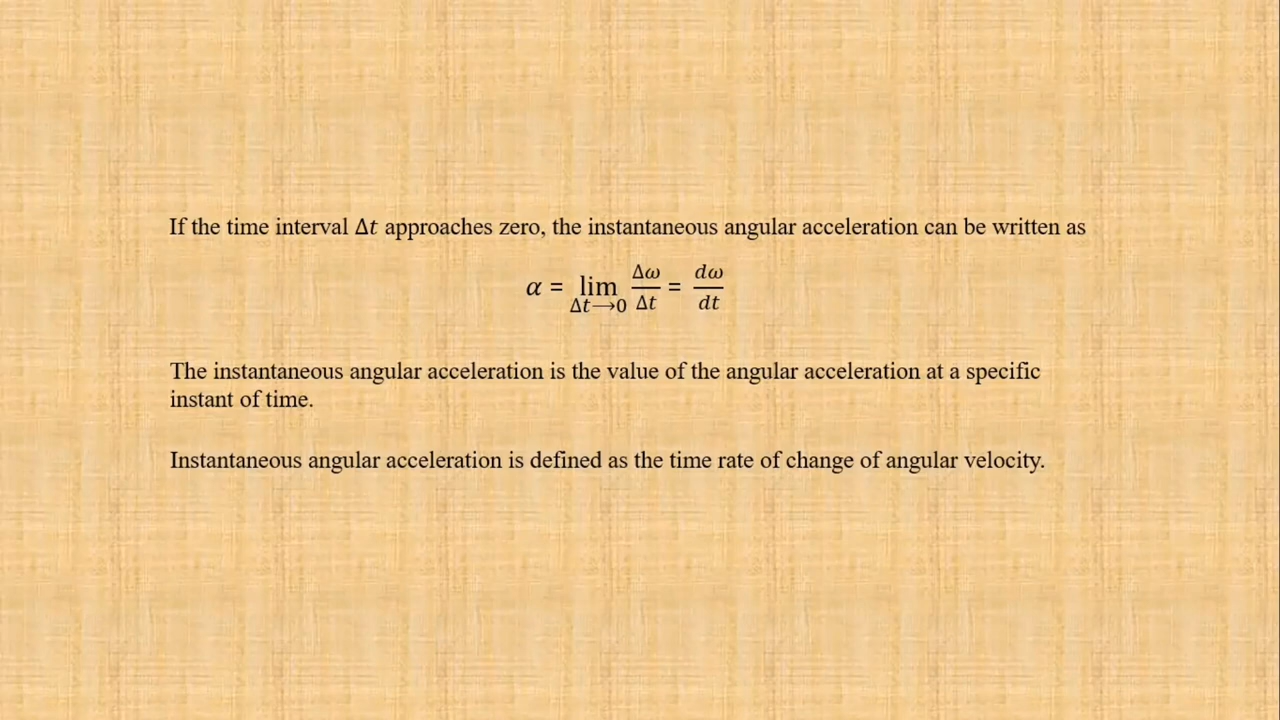 If the time interval Δt approaches zero, the instantaneous angular acceleration can be written as
α = lim Δt→0 Δω/Δt = dω/dt
The instantaneous angular acceleration is the value of the angular acceleration at a specific
instant of time.
Instantaneous angular acceleration is defined as the time rate of change of angular velocity.